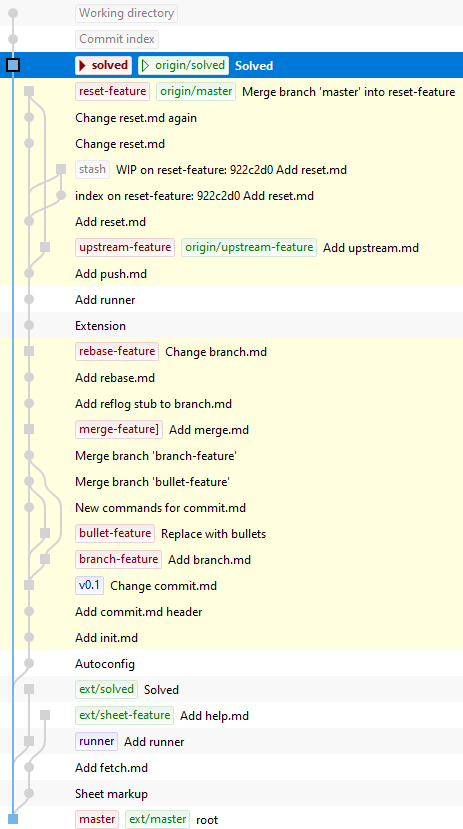 Working directory
Commit index
solved origin/solved Solved
reset-feature origin/master Merge branch 'master' into reset-feature
Change reset.md again
Change reset.md
stash WIP on reset-feature: 922c2d0 Add reset.md
index on reset-feature: 922c2d0 Add reset.md
Add reset.md
upstream-feature origin/upstream-feature Add upstream.md
Add push.md
Add runner
Extension
rebase-feature Change branch.md
Add rebase.md
Add reflog stub to branch.md
merge-feature] Add merge.md
Merge branch 'branch-feature'
Merge branch 'bullet-feature'
New commands for commit.md
bullet-feature Replace with bullets
branch-feature Add branch.md
v0.1 Change commit.md
Add commit.md header
Add init.md
Autoconfig
ext/solved Solved
ext/sheet-feature Add help.md
runner Add runner
Add fetch.md
Sheet markup
master ext/master root